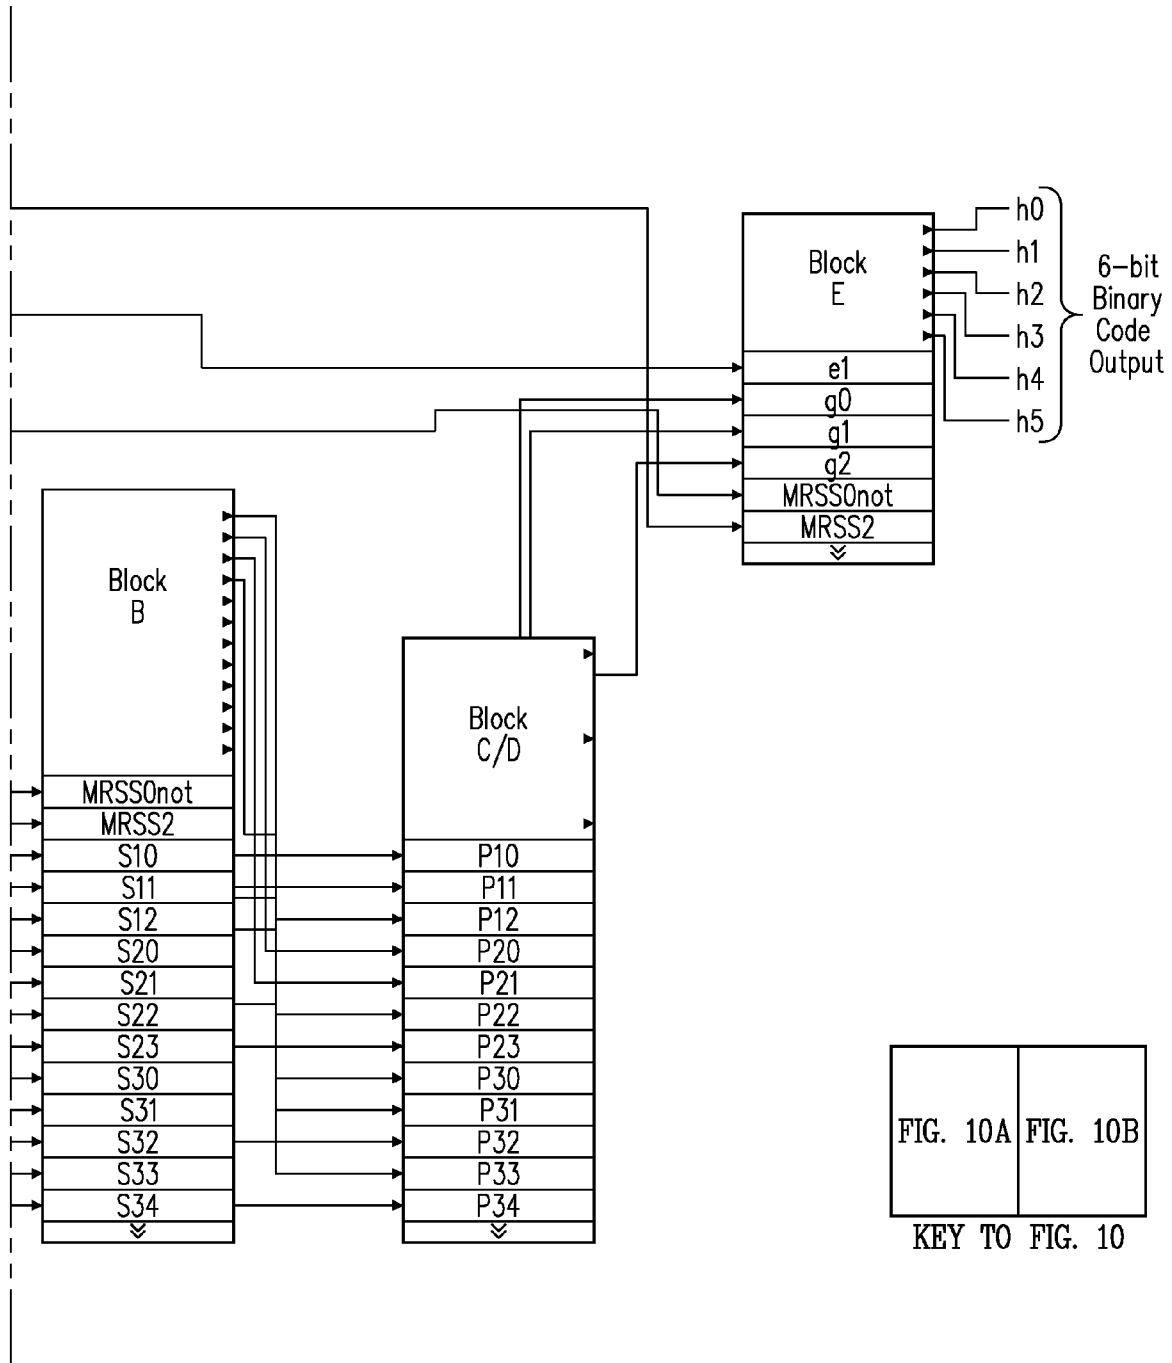 Block
E
e1
g0
g1
g2
MRSS0not
MRSS2
h0
h1
h2
h3
h4
h5
6-bit
Binary
Code
Output
Block
B
MRSS0not
MRSS2
S10
S11
S12
S20
S21
S22
S23
S30
S31
S32
S33
S34
Block
C/D
P10
P11
P12
P20
P21
P22
P23
P30
P31
P32
P33
P34
FIG. 10A FIG. 10B
KEY TO FIG. 10